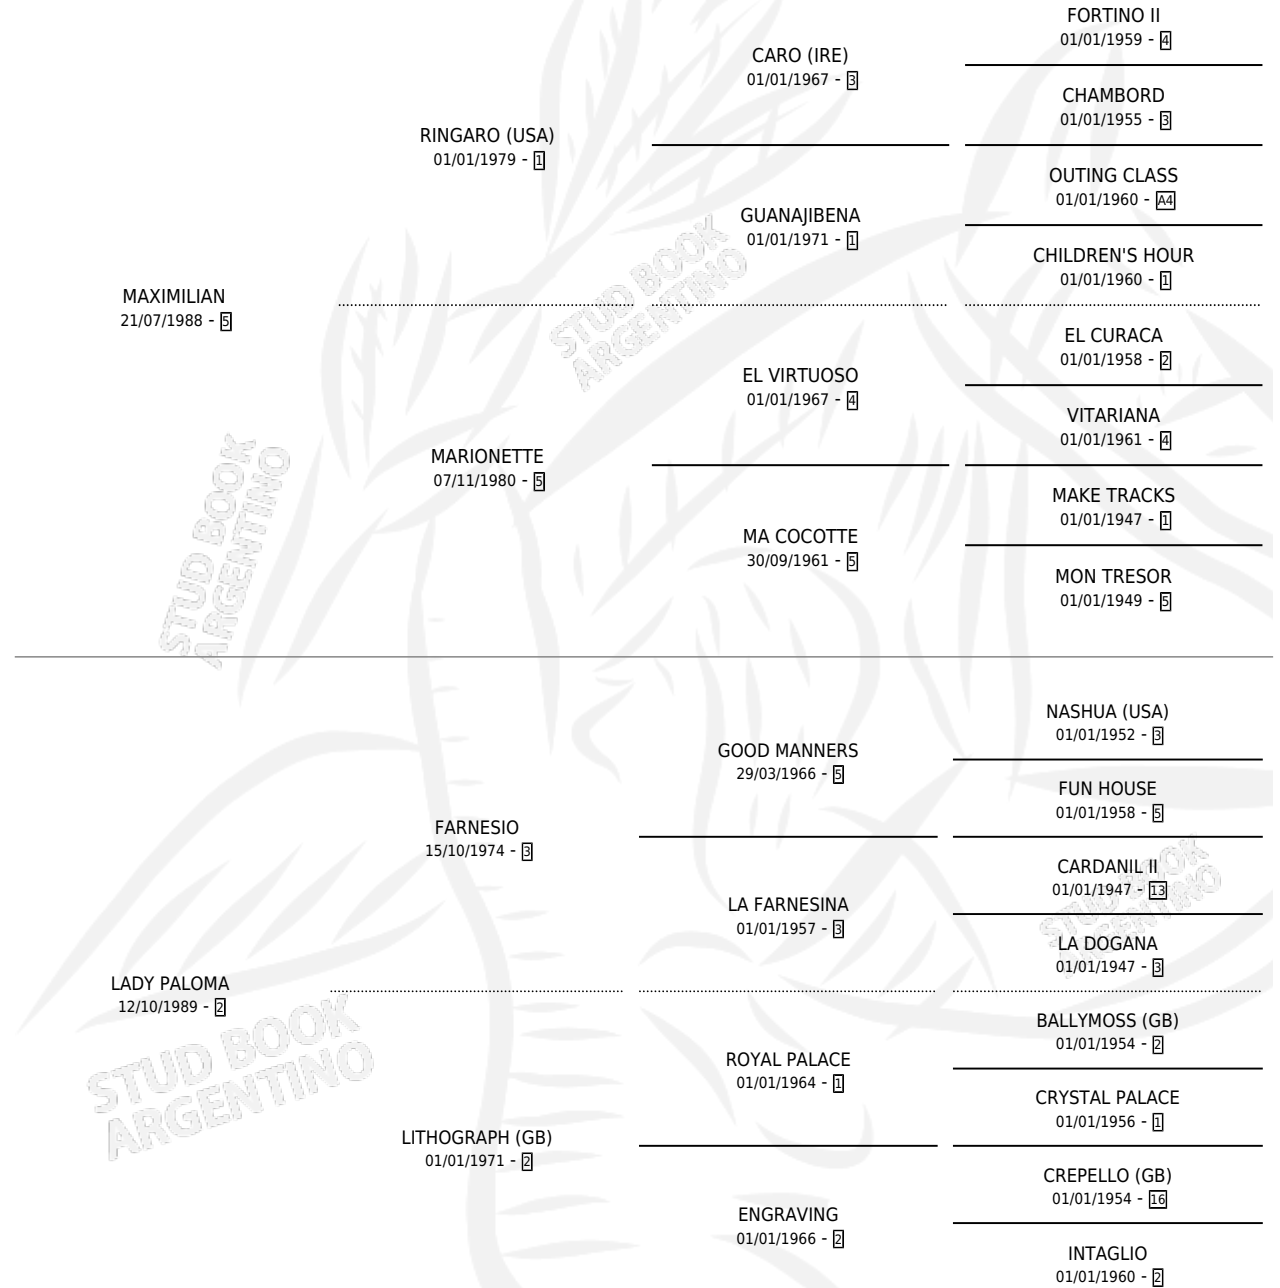 FORTINO II
01/01/1959 - 4
CARO (IRE)
01/01/1967 - 3
CHAMBORD
01/01/1955 - 3
RINGARO (USA)
01/01/1979 - 1
OUTING CLASS
01/01/1960 - A4
GUANAJIBENA
01/01/1971 - 1
CHILDREN'S HOUR
01/01/1960 - 1
MAXIMILIAN
21/07/1988 - 5
EL CURACA
01/01/1958 - 2
EL VIRTUOSO
01/01/1967 - 4
VITARIANA
01/01/1961 - 4
MARIONETTE
07/11/1980 - 5
MAKE TRACKS
01/01/1947 - 1
MA COCOTTE
30/09/1961 - 5
MON TRESOR
01/01/1949 - 5
NASHUA (USA)
01/01/1952 - 3
GOOD MANNERS
29/03/1966 - 5
FUN HOUSE
01/01/1958 - 5
FARNESIO
15/10/1974 - 3
CARDANIL II
01/01/1947 - 13
LA FARNESINA
01/01/1957 - 3
LA DOGANA
01/01/1947 - 3
LADY PALOMA
12/10/1989 - 2
BALLYMOSS (GB)
01/01/1954 - 2
ROYAL PALACE
01/01/1964 - 1
CRYSTAL PALACE
01/01/1956 - 1
LITHOGRAPH (GB)
01/01/1971 - 2
CREPELLO (GB)
01/01/1954 - 16
ENGRAVING
01/01/1966 - 2
INTAGLIO
01/01/1960 - 2
STUD BOOK
ARGENTINO
STUD BOOK
ARGENTINO
STUD BOOK
ARGENTINO
STUD BOOK
ARGENTINO